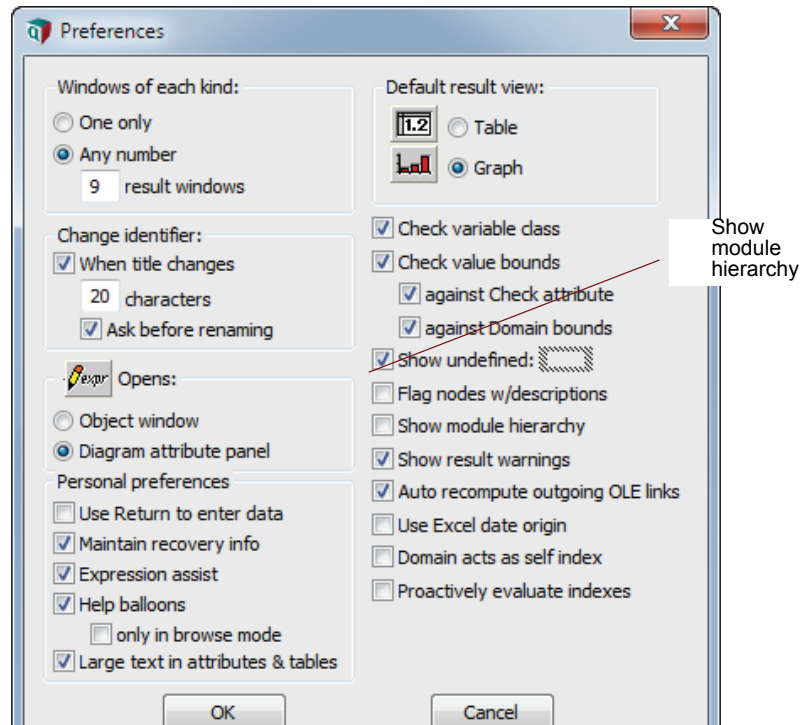 Preferences
Windows of each kind:
One only
Any number
9 result windows
Change identifier:
When title changes
20 characters
Ask before renaming
expr Opens:
Object window
Diagram attribute panel
Personal preferences
Use Return to enter data
Maintain recovery info
Expression assist
Help balloons
only in browse mode
Large text in attributes & tables
Default result view:
1.2 Table
Graph
Check variable class
Check value bounds
against Check attribute
against Domain bounds
Show undefined:
Flag nodes w/descriptions
Show module hierarchy
Show result warnings
Auto recompute outgoing OLE links
Use Excel date origin
Domain acts as self index
Proactively evaluate indexes
OK
Cancel
Show
module
hierarchy